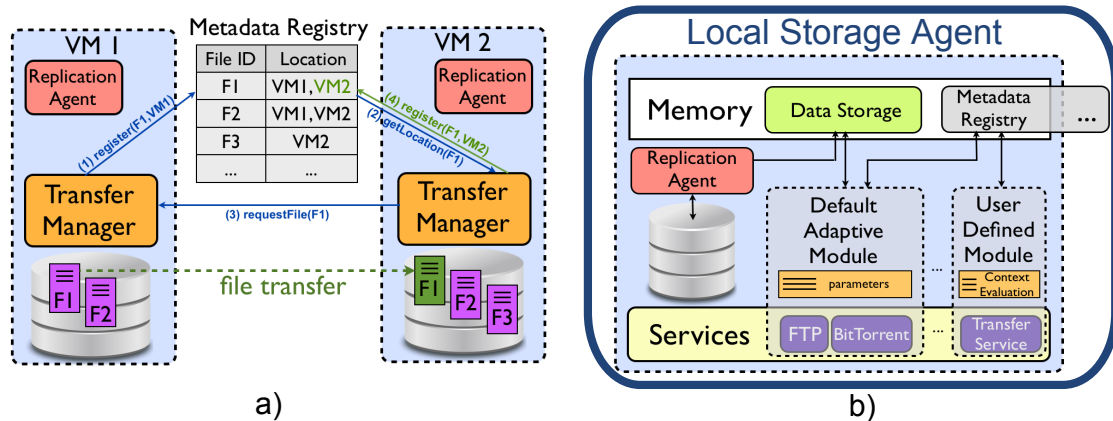 VM 1
Metadata Registry
VM 2
Replication
Agent
File ID Location
F1 VM1,VM2
F2 VM1,VM2
F3 VM2
... ...
Replication
Agent
(1) register(F1,VM1)
(4) register(F1,VM2)
(2) getLocation(F1)
Transfer
Manager
(3) requestFile(F1)
Transfer
Manager
F1
F2
file transfer
F1
F2
F3
a)
Local Storage Agent
Memory
Data Storage
Metadata
Registry
...
Replication
Agent
Default
Adaptive
Module
parameters
...
User
Defined
Module
Context
Evaluation
Services
FTP
BitTorrent
...
Transfer
Service
b)